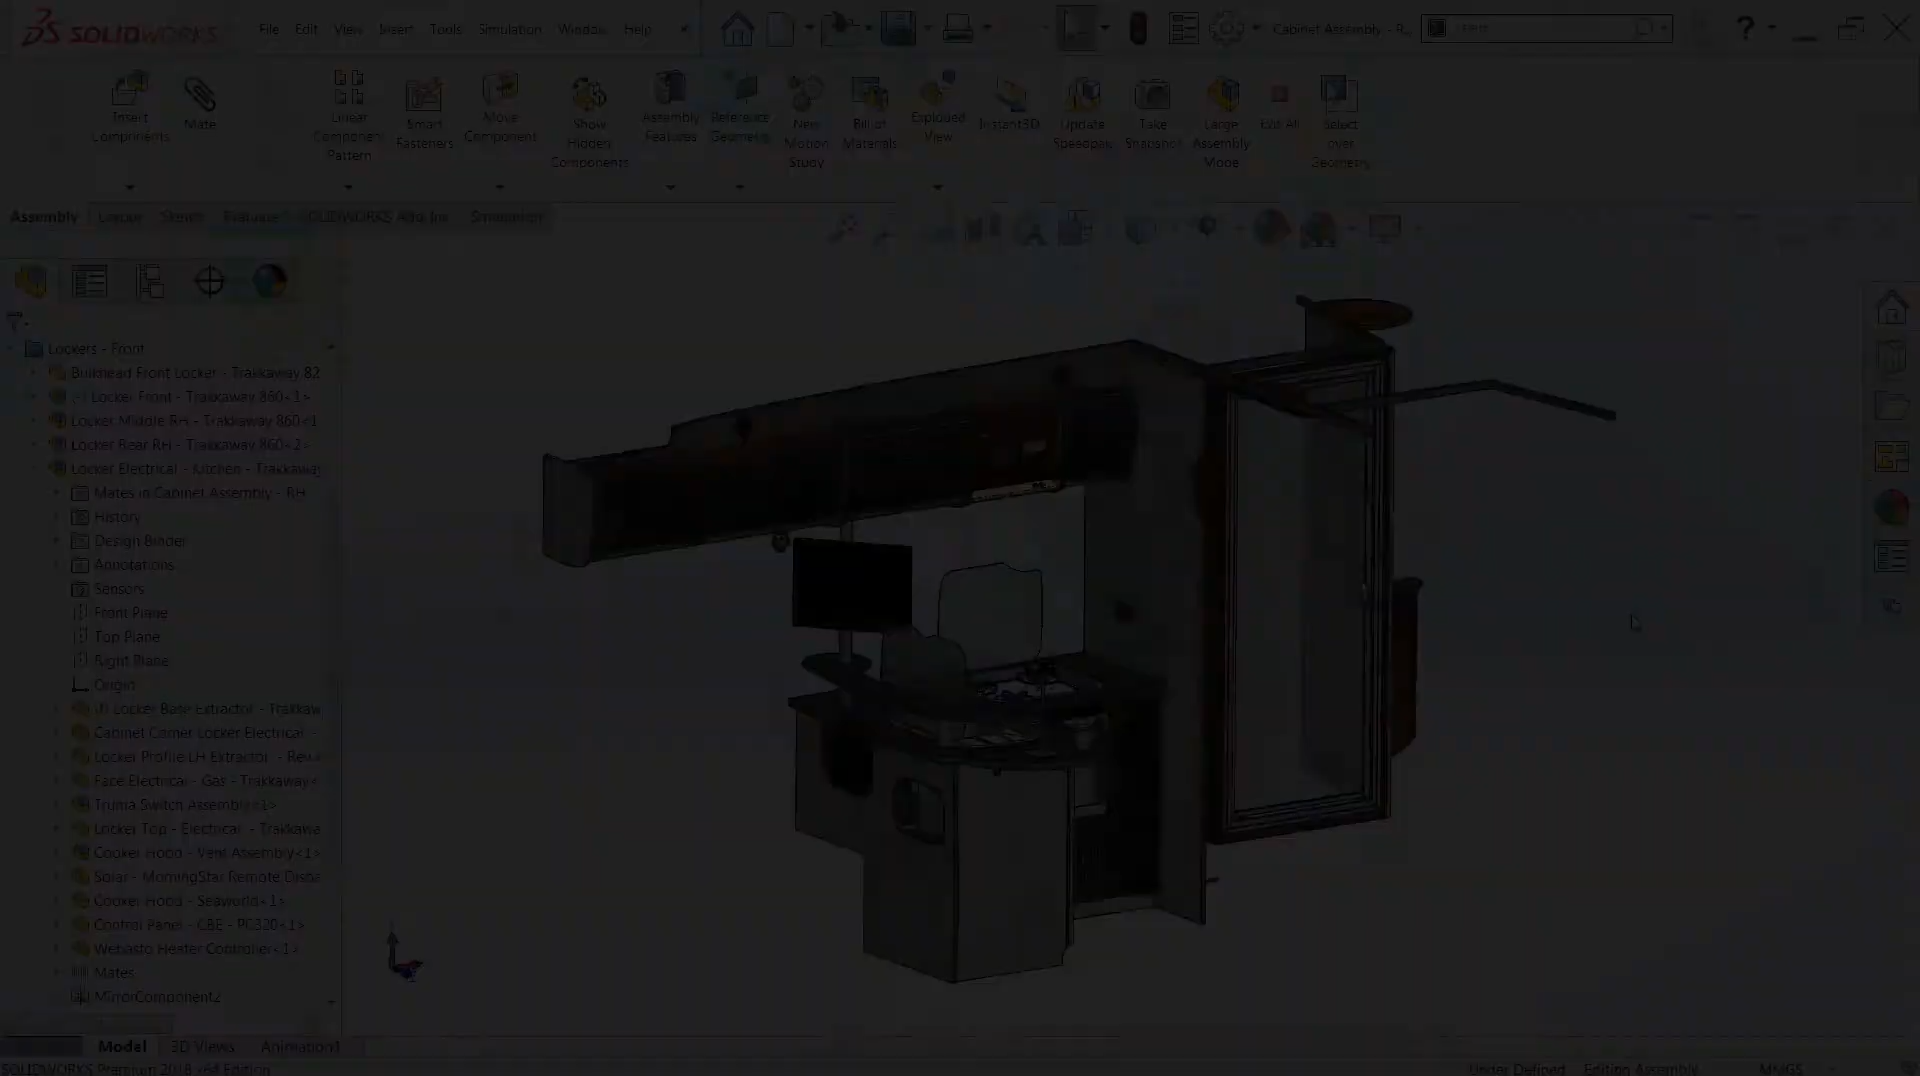 SOLIDWORKS File Edit View Insert Tools Simulation Window Help Cabinet Assembly - R...
Insert Components
Mate
Linear Component Pattern
Smart Fasteners
Move Component
Show Hidden Components
Assembly Features
Reference Geometry
New Motion Study
Bill of Materials
Exploded View
Instant3D
Update Speedpak
Take Snapshot
Large Assembly Mode
Select over Geometry
Assembly Layout Sketch Evaluate SOLIDWORKS Add-Ins Simulation
Lockers - Front
Bulkhead Front Locker - Trakkaway 82
(-) Locker Front - Trakkaway 860<1>
Locker Middle RH - Trakkaway 860<1
Locker Rear RH - Trakkaway 860<2>
Locker Electrical - Kitchen - Trakkaway
Mates in Cabinet Assembly - RH
History
Design Binder
Annotations
Sensors
Front Plane
Top Plane
Right Plane
Origin
(f) Locker Base Extractor - Trakkaw
Cabinet Corner Locker Electrical -
Locker Profile LH Extractor - Rev<
Face Electrical - Gas - Trakkaway<
Truma Switch Assembly<1>
Locker Top - Electrical - Trakkawa
Cooker Hood - Vent Assembly<1>
Solar - MorningStar Remote Displa
Cooker Hood - Seaworld<1>
Control Panel - CBE - PC320<1>
Webasto Heater Controller<1>
Mates
MirrorComponent2
Model 3D Views Animation1
SOLIDWORKS Premium 2018 x64 Edition Under Defined Editing Assembly MMGS